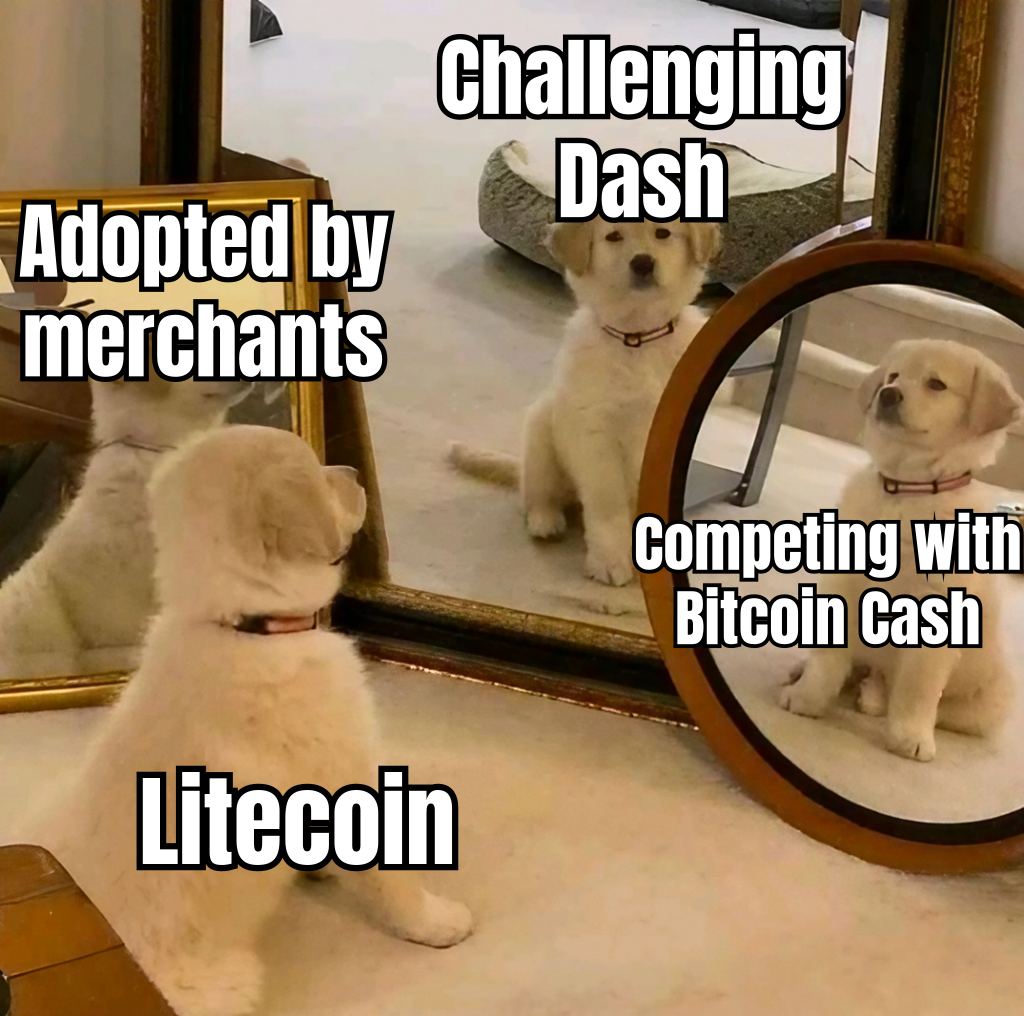 Challenging
Dash
Adopted by
merchants
Competing with
Bitcoin Cash
Litecoin